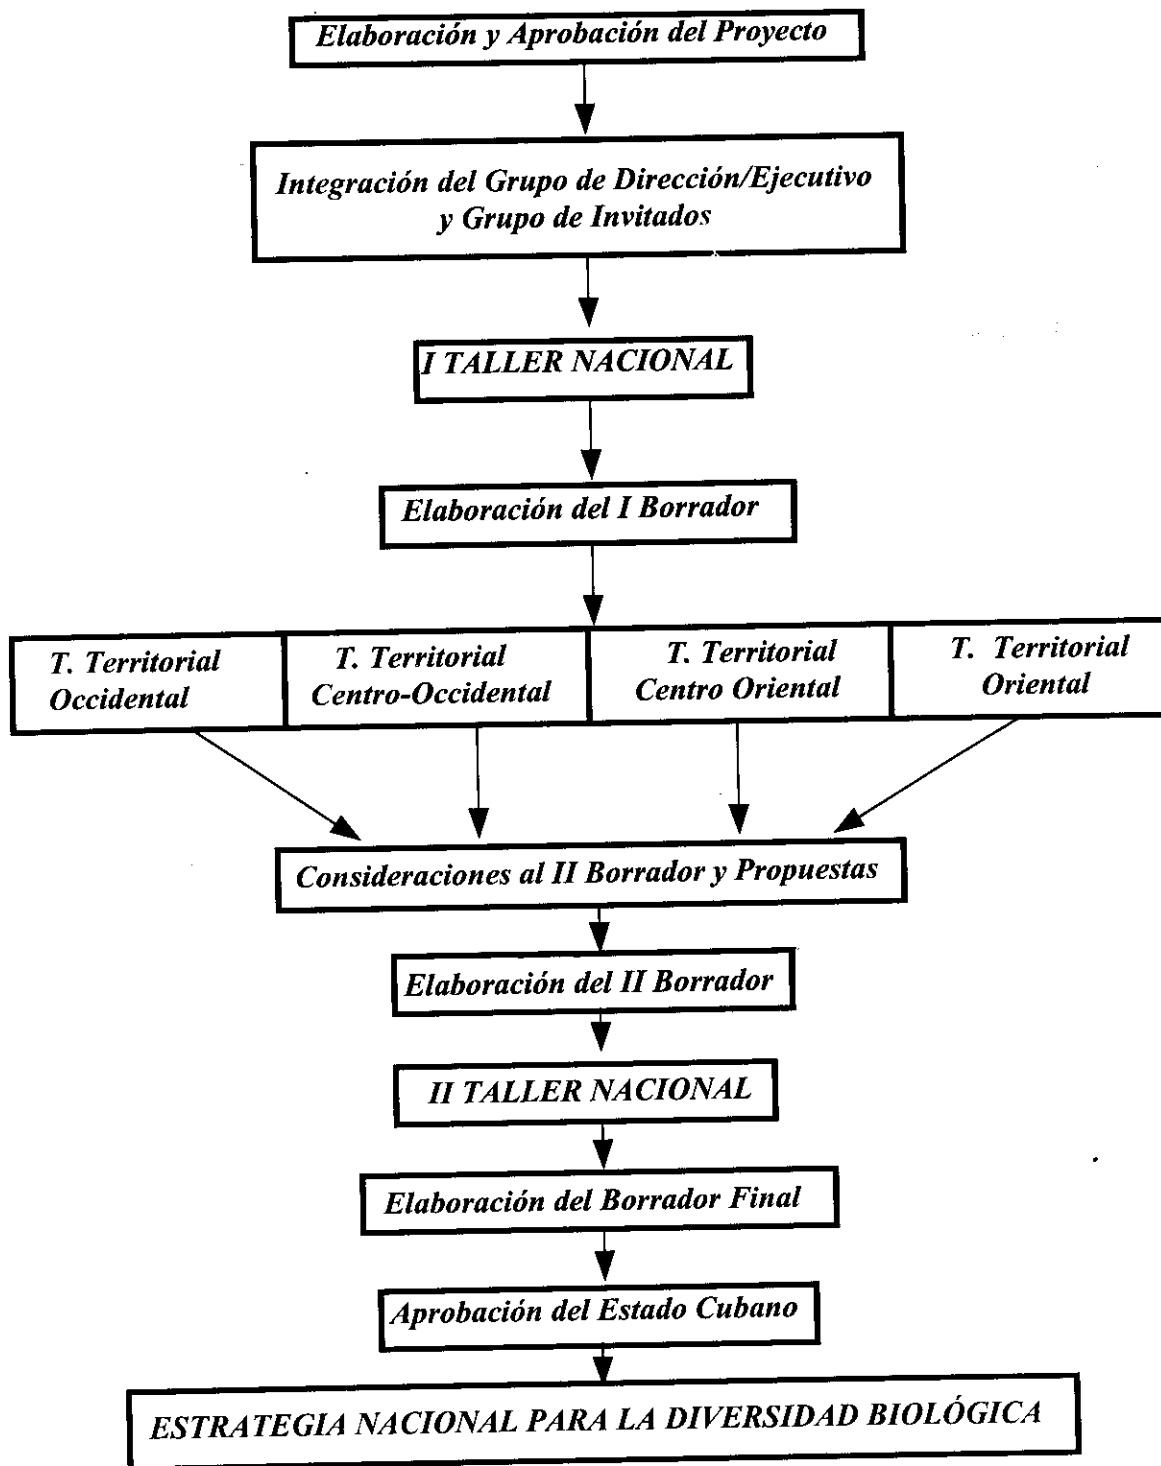 Elaboración y Aprobación del Proyecto
Integración del Grupo de Dirección/Ejecutivo
y Grupo de Invitados
I TALLER NACIONAL
Elaboración del I Borrador
T. Territorial
Occidental
T. Territorial
Centro-Occidental
T. Territorial
Centro Oriental
T. Territorial
Oriental
Consideraciones al II Borrador y Propuestas
Elaboración del II Borrador
II TALLER NACIONAL
Elaboración del Borrador Final
Aprobación del Estado Cubano
ESTRATEGIA NACIONAL PARA LA DIVERSIDAD BIOLÓGICA